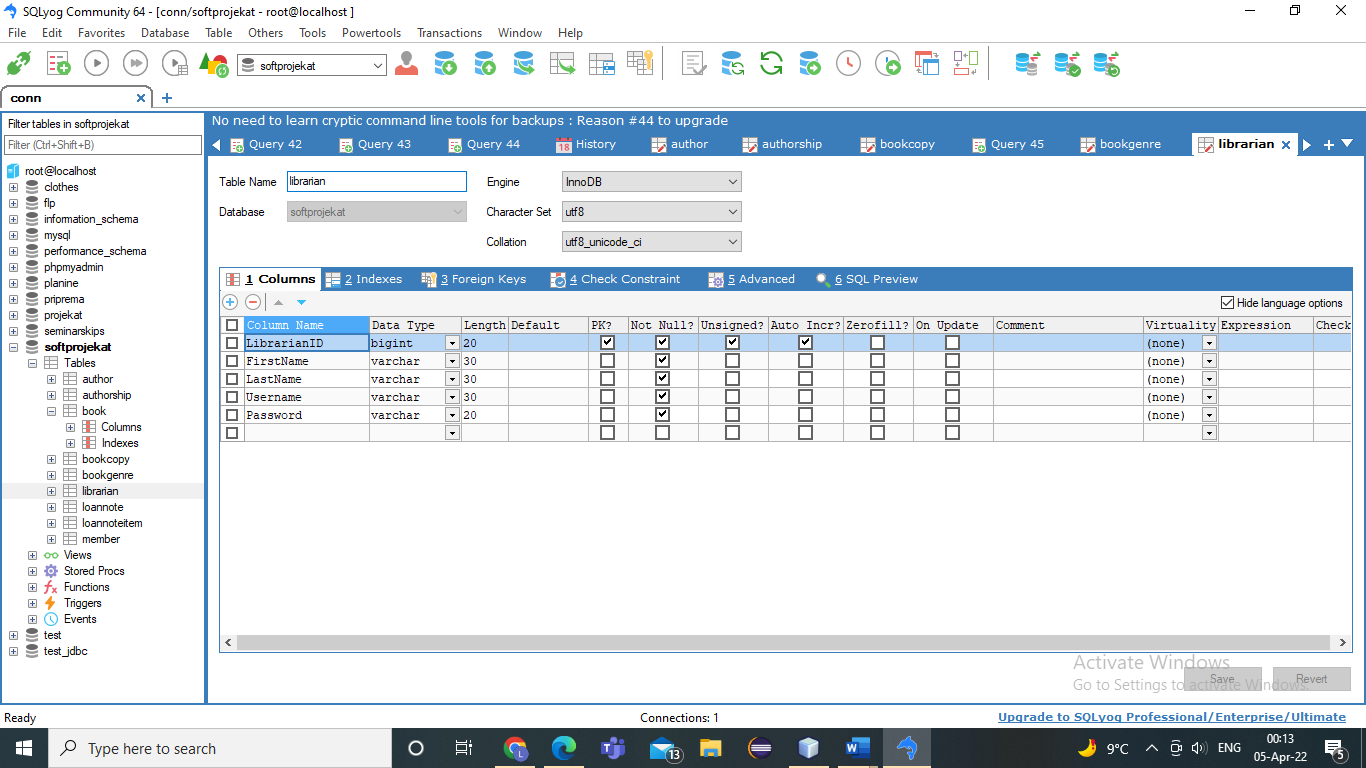 SQLyog Community 64 - [conn/softprojekat - root@localhost ]
File Edit Favorites Database Table Others Tools Powertools Transactions Window Help
softprojekat
conn
Filter tables in softprojekat
Filter (Ctrl+Shift+B)
root@localhost
clothes
flp
information_schema
mysql
performance_schema
phpmyadmin
planine
priprema
projekat
seminarskips
softprojekat
Tables
author
authorship
book
Columns
Indexes
bookcopy
bookgenre
librarian
loannote
loannoteitem
member
Views
Stored Procs
Functions
Triggers
Events
test
test_jdbc
No need to learn cryptic command line tools for backups : Reason #44 to upgrade
Query 42 Query 43 Query 44 18 History author authorship bookcopy Query 45 bookgenre librarian
Table Name librarian Engine InnoDB
Database softprojekat Character Set utf8
Collation utf8_unicode_ci
1 Columns 2 Indexes 3 Foreign Keys 4 Check Constraint 5 Advanced 6 SQL Preview
Hide language options
Column Name Data Type Length Default PK? Not Null? Unsigned? Auto Incr? Zerofill? On Update Comment Virtuality Expression Check
LibrarianID bigint 20 (none)
FirstName varchar 30 (none)
LastName varchar 30 (none)
Username varchar 30 (none)
Password varchar 20 (none)
Activate Windows
Go to Settings to activate Windows.
Save Revert
Ready Connections: 1 Upgrade to SQLyog Professional/Enterprise/Ultimate
Type here to search
L
13
9°C ENG
00:13
05-Apr-22
5